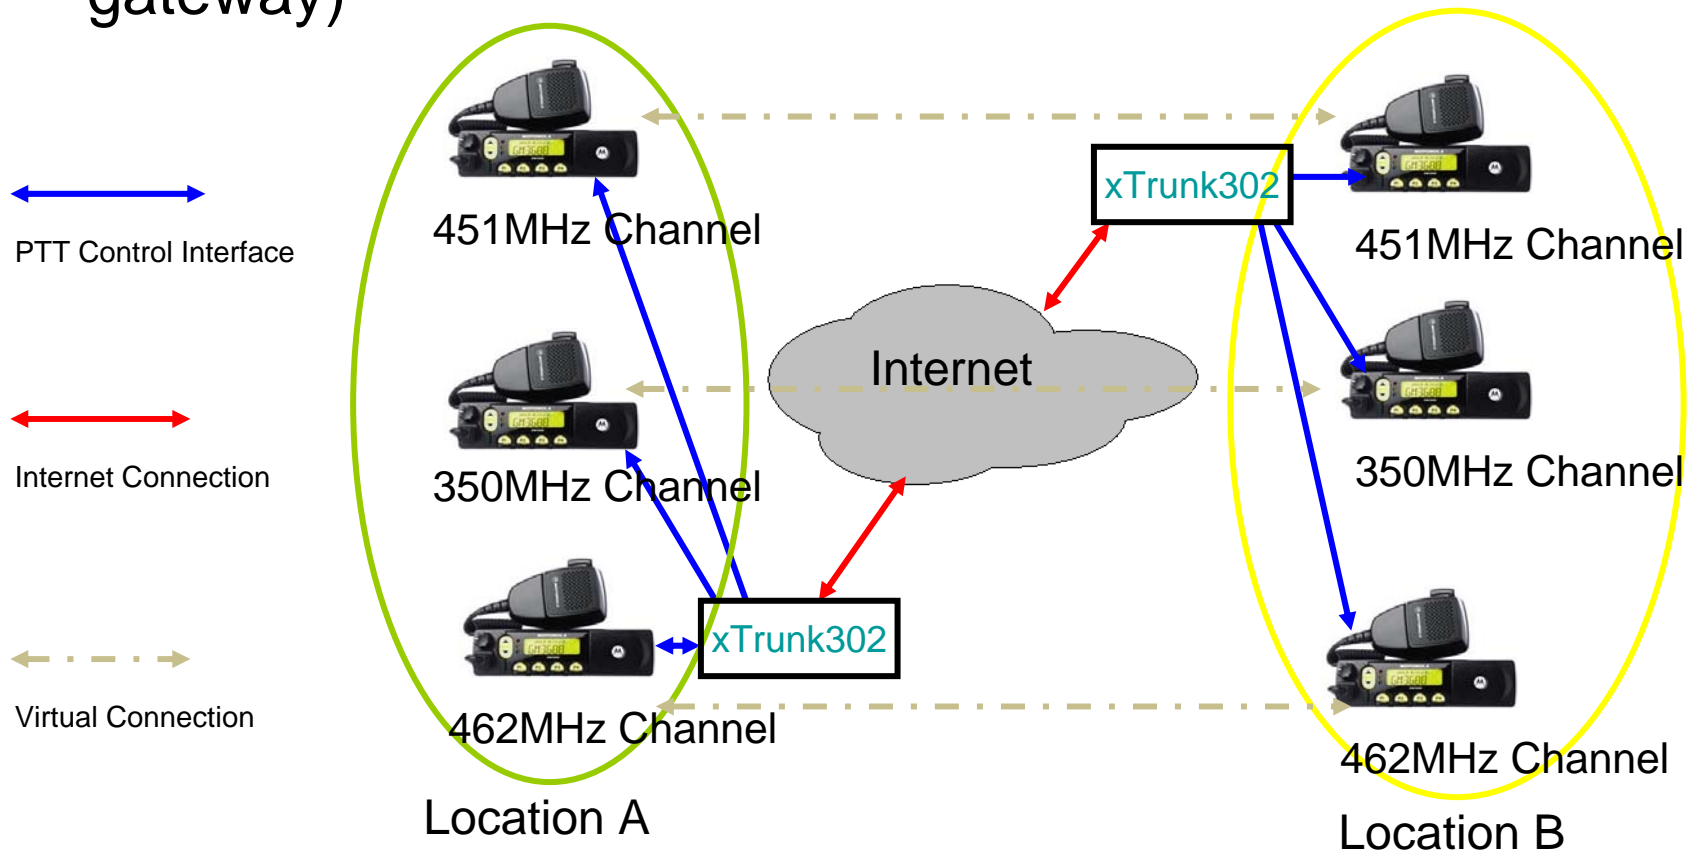 gateway)
xTrunk302
451MHz Channel
451MHz Channel
PTT Control Interface
Internet
350MHz Channel
350MHz Channel
Internet Connection
xTrunk302
462MHz Channel
462MHz Channel
Virtual Connection
Location A
Location B